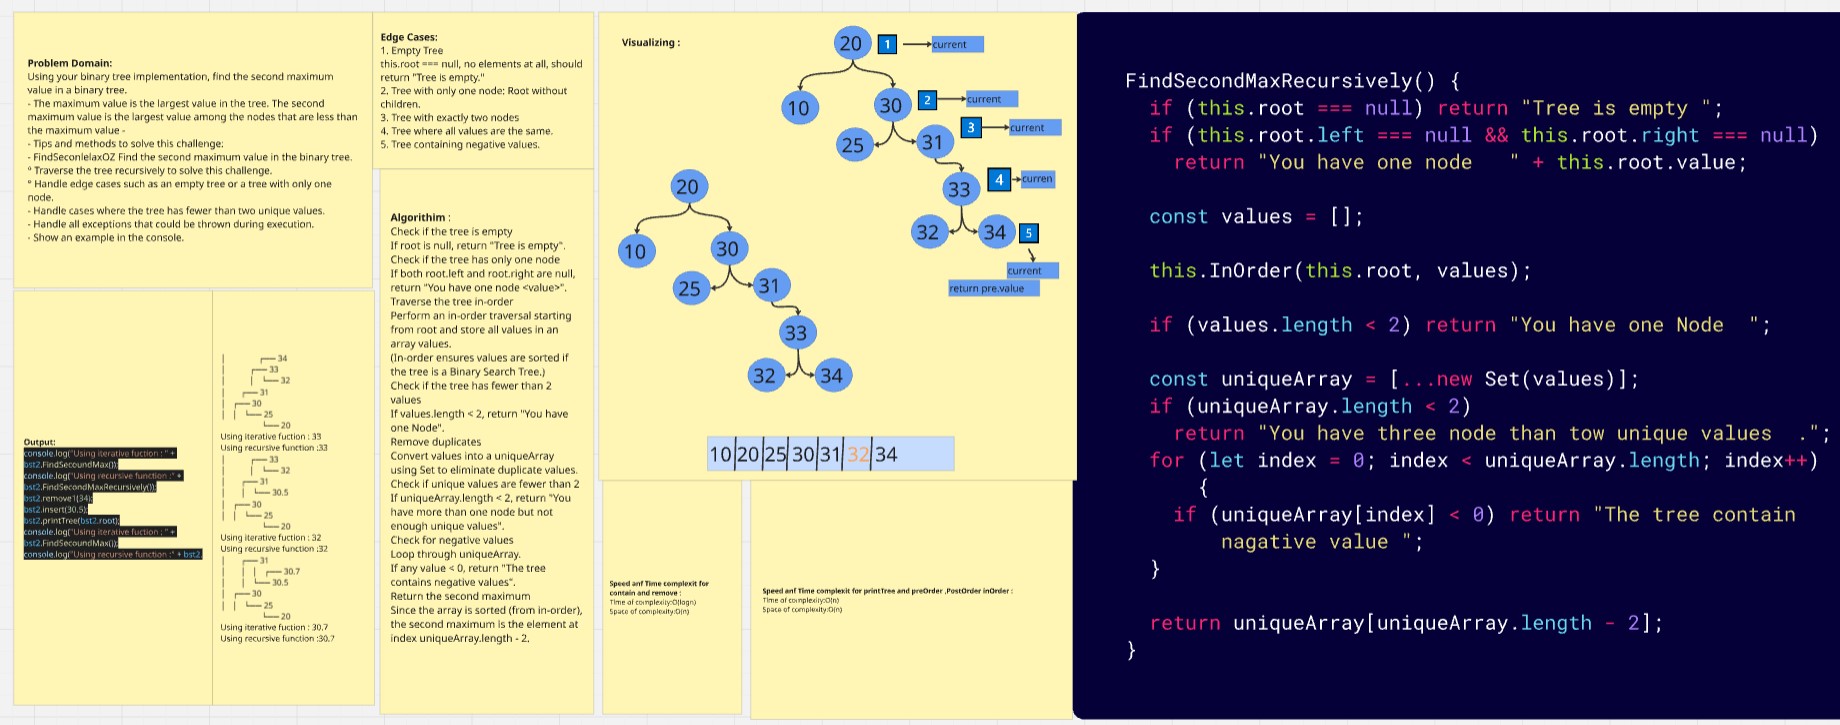 Problem Domain:
Using your binary tree implementation, find the second maximum
value in a binary tree.
- The maximum value is the largest value in the tree. The second
maximum value is the largest value among the nodes that are less than
the maximum value -
- Tips and methods to solve this challenge:
- FindSeconlelaxOZ Find the second maximum value in the binary tree.
° Traverse the tree recursively to solve this challenge.
° Handle edge cases such as an empty tree or a tree with only one
node.
- Handle cases where the tree has fewer than two unique values.
- Handle all exceptions that could be thrown during execution.
- Show an example in the console.
Edge Cases:
1. Empty Tree
this.root === null, no elements at all, should
return "Tree is empty."
2. Tree with only one node: Root without
children.
3. Tree with exactly two nodes
4. Tree where all values are the same.
5. Tree containing negative values.
Algorithim :
Check if the tree is empty
If root is null, return "Tree is empty".
Check if the tree has only one node
If both root.left and root.right are null,
return "You have one node <value>".
Traverse the tree in-order
Perform an in-order traversal starting
from root and store all values in an
array values.
(In-order ensures values are sorted if
the tree is a Binary Search Tree.)
Check if the tree has fewer than 2
values
If values.length < 2, return "You have
one Node".
Remove duplicates
Convert values into a uniqueArray
using Set to eliminate duplicate values.
Check if unique values are fewer than 2
If uniqueArray.length < 2, return "You
have more than one node but not
enough unique values".
Check for negative values
Loop through uniqueArray.
If any value < 0, return "The tree
contains negative values".
Return the second maximum
Since the array is sorted (from in-order),
the second maximum is the element at
index uniqueArray.length - 2.
Output:
console.log("Using iterative fuction : " +
bst2.FindSecoundMax());
console.log("Using recursive function :" +
bst2.FindSecondMaxRecursively());
bst2.remove1(34);
bst2.insert(30.5);
bst2.printTree(bst2.root);
console.log("Using iterative fuction : " +
bst2.FindSecoundMax());
console.log("Using recursive function :" + bst2.
34
33
32
31
30
25
20
Using iterative fuction : 33
Using recursive function :33
33
32
31
30.5
30
25
20
Using iterative fuction : 32
Using recursive function :32
31
30.7
30.5
30
25
20
Using iterative fuction : 30.7
Using recursive function :30.7
Visualizing :
20 1 current
10 30 2 current
25 31 3 current
33 4 curren
32 34 5
current
return pre.value
20
10 30
25 31
33
32 34
10 20 25 30 31 32 34
Speed anf Time complexit for
contain and remove :
Time of complexity:O(logn)
Space of complexity:O(n)
Speed anf Time complexit for printTree and preOrder ,PostOrder inOrder :
Time of complexity:O(n)
Space of complexity:O(n)
FindSecondMaxRecursively() {
if (this.root === null) return "Tree is empty ";
if (this.root.left === null && this.root.right === null)
return "You have one node   " + this.root.value;
const values = [];
this.InOrder(this.root, values);
if (values.length < 2) return "You have one Node  ";
const uniqueArray = [...new Set(values)];
if (uniqueArray.length < 2)
return "You have three node than tow unique values  .";
for (let index = 0; index < uniqueArray.length; index++)
{
if (uniqueArray[index] < 0) return "The tree contain
nagative value ";
}
return uniqueArray[uniqueArray.length - 2];
}